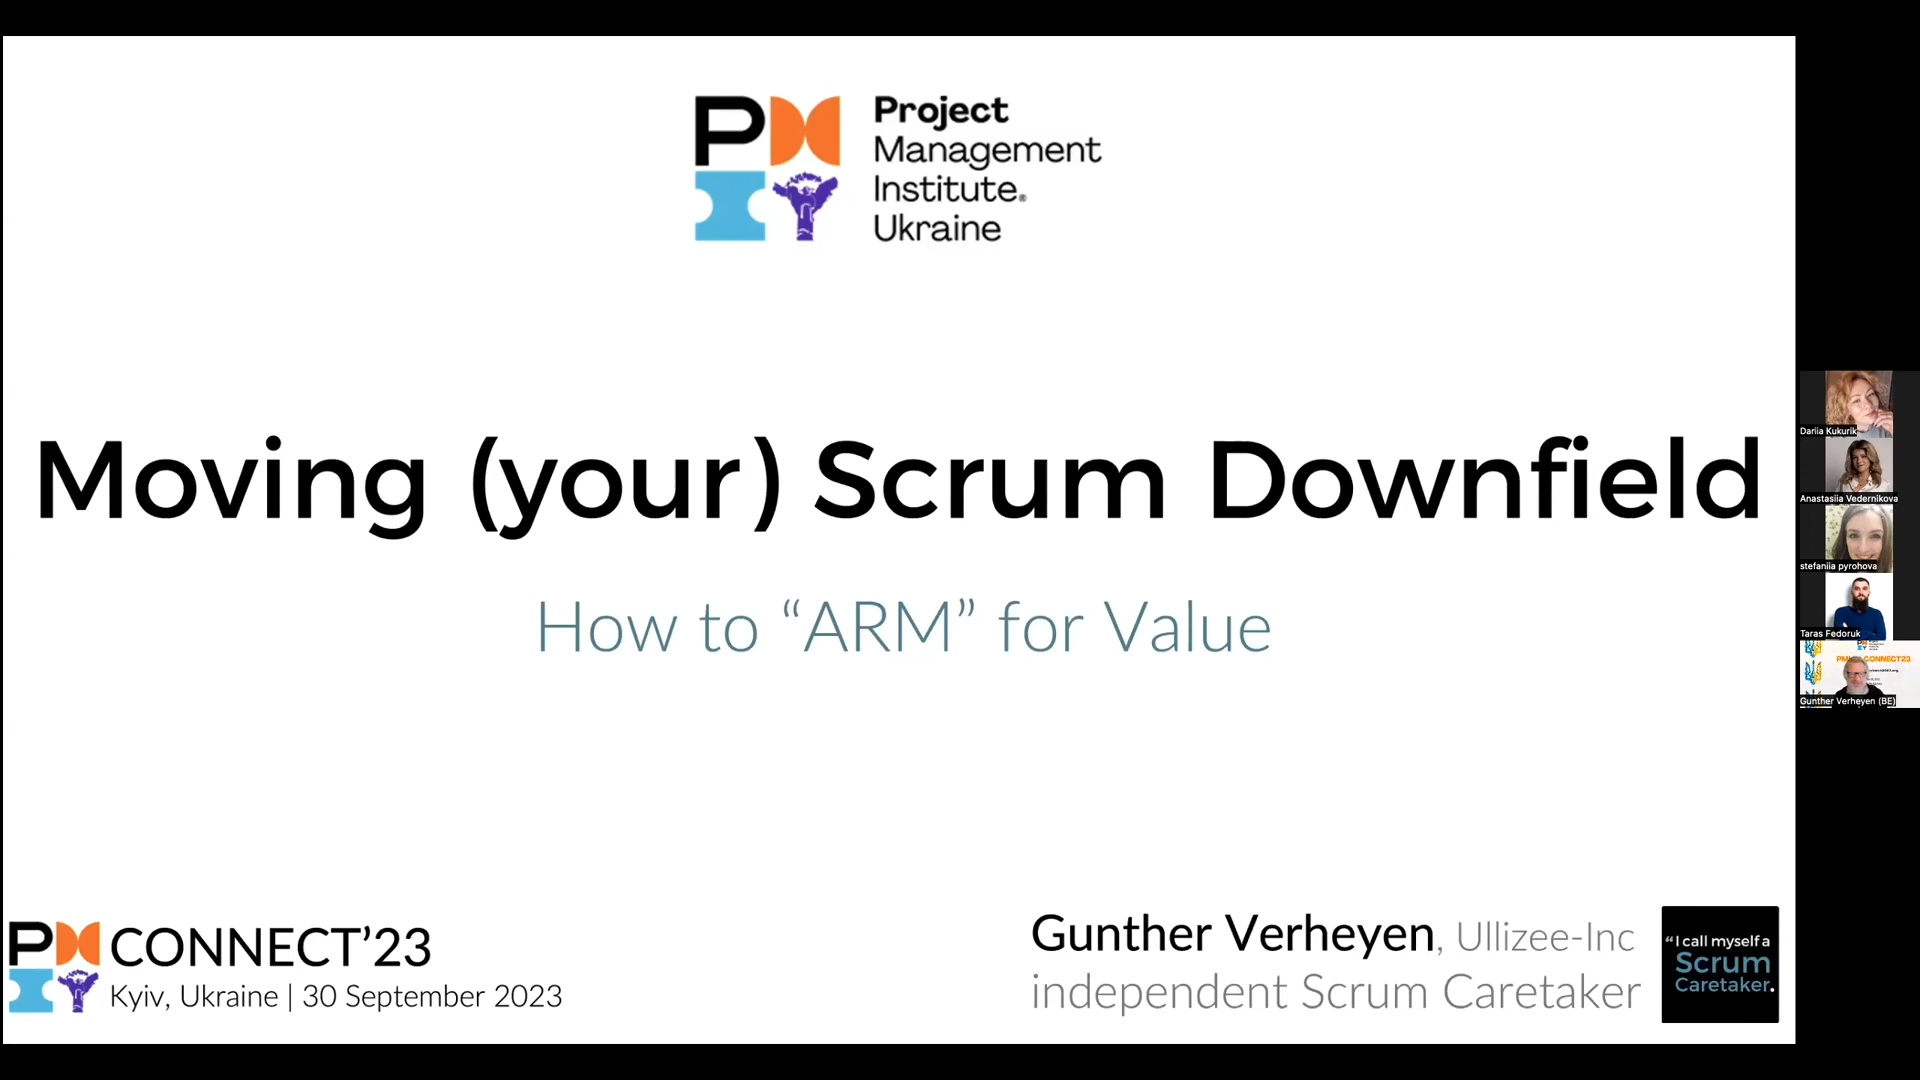 Project
Management
Institute®
Ukraine
Moving (your) Scrum Downfield
How to “ARM” for Value
CONNECT’23
Kyiv, Ukraine | 30 September 2023
Gunther Verheyen, Ullizee-Inc
independent Scrum Caretaker
“I call myself a
Scrum
Caretaker.
Dariia Kukurik
Anastasiia Vedernikova
stefaniia pyrohova
Taras Fedoruk
CONNECT23
Gunther Verheyen (BE)